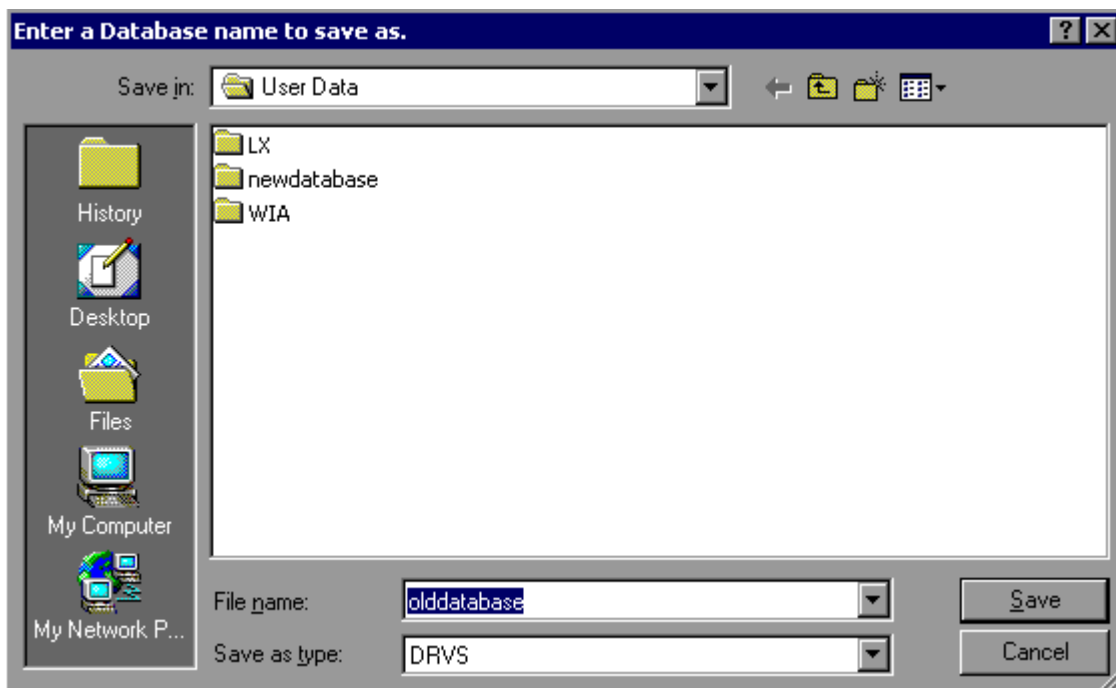 Enter a Database name to save as.
Save in: User Data
LX
newdatabase
WIA
History
Desktop
Files
My Computer
My Network P...
File name: olddatabase Save
Save as type: DRVS Cancel